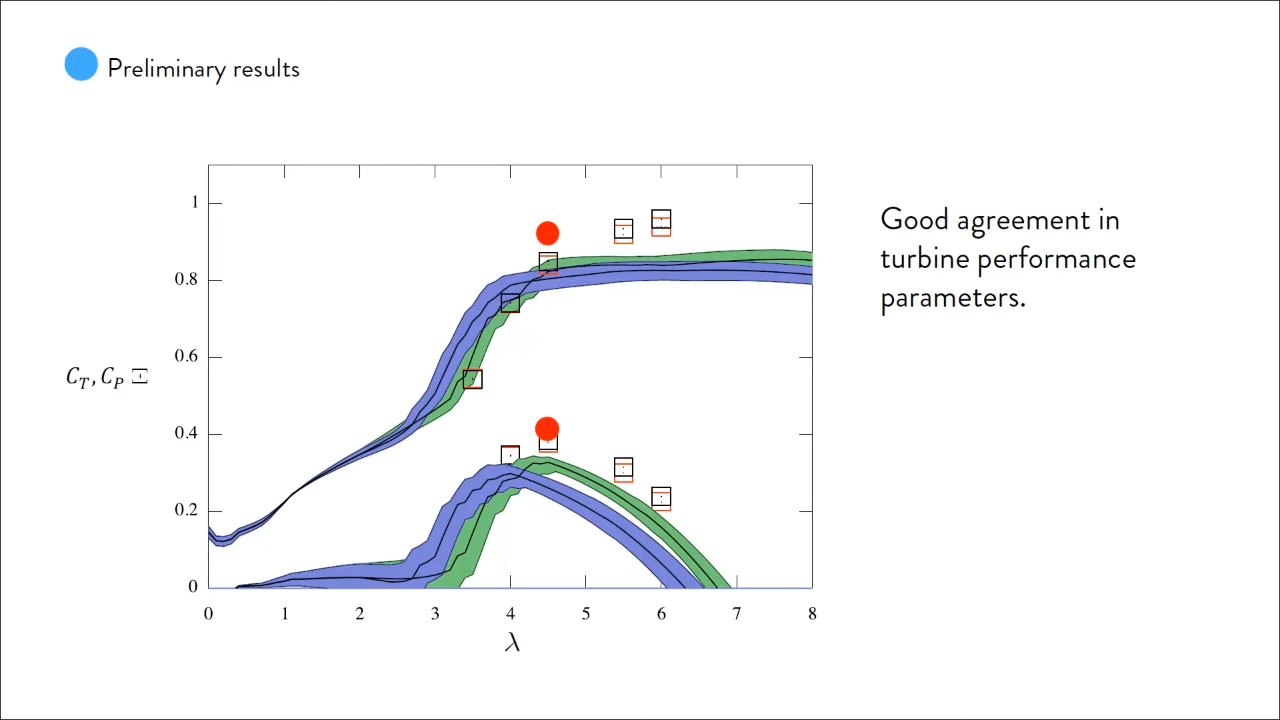 Preliminary results
1
0.8
0.6
0.4
0.2
0
C_T, C_P Ξ
0 1 2 3 4 5 6 7 8
λ
Good agreement in
turbine performance
parameters.